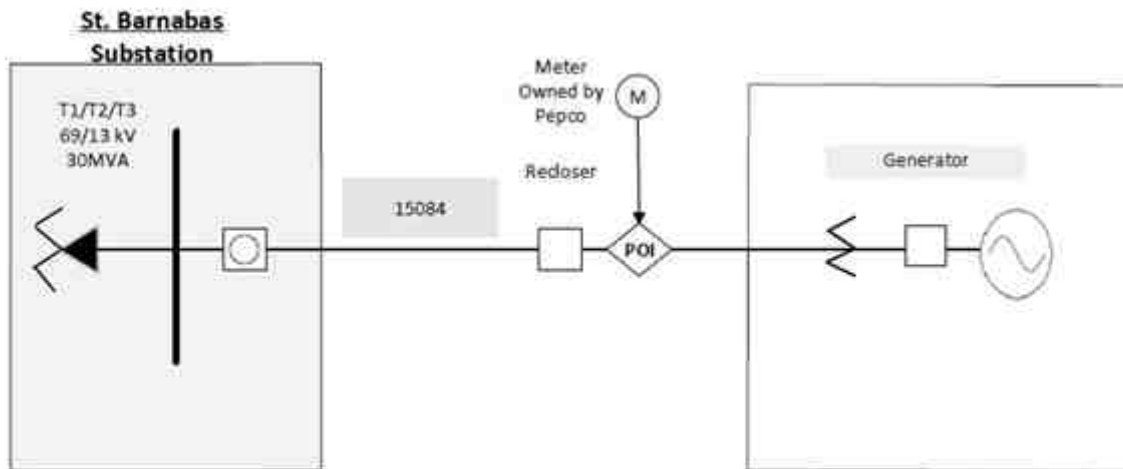 St. Barnabas
Substation
T1/T2/T3
69/13 kV
30MVA
15084
Meter
Owned by
Pepco
M
Recloser
POI
Generator